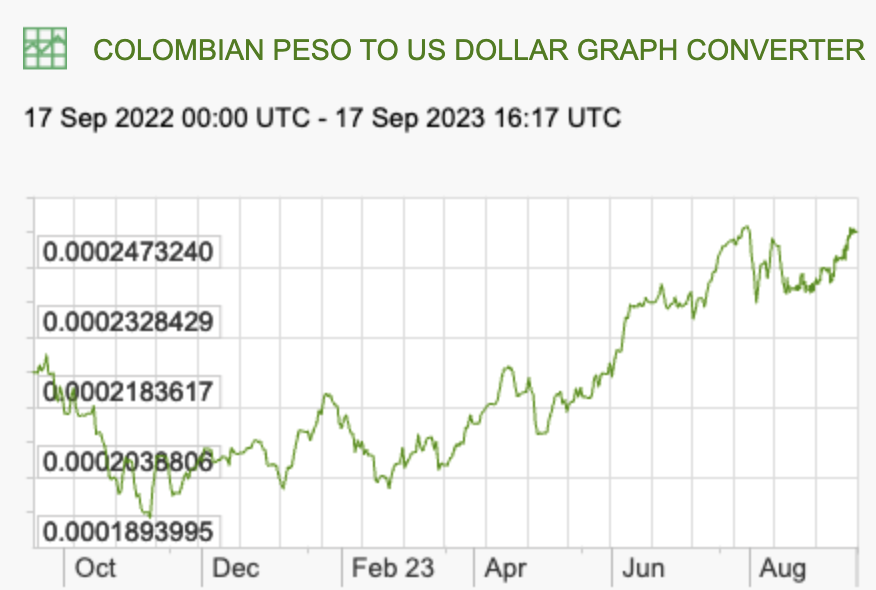 COLOMBIAN PESO TO US DOLLAR GRAPH CONVERTER
17 Sep 2022 00:00 UTC - 17 Sep 2023 16:17 UTC
0.0002473240
0.0002328429
0.0002183617
0.0002038806
0.0001893995
Oct Dec Feb 23 Apr Jun Aug